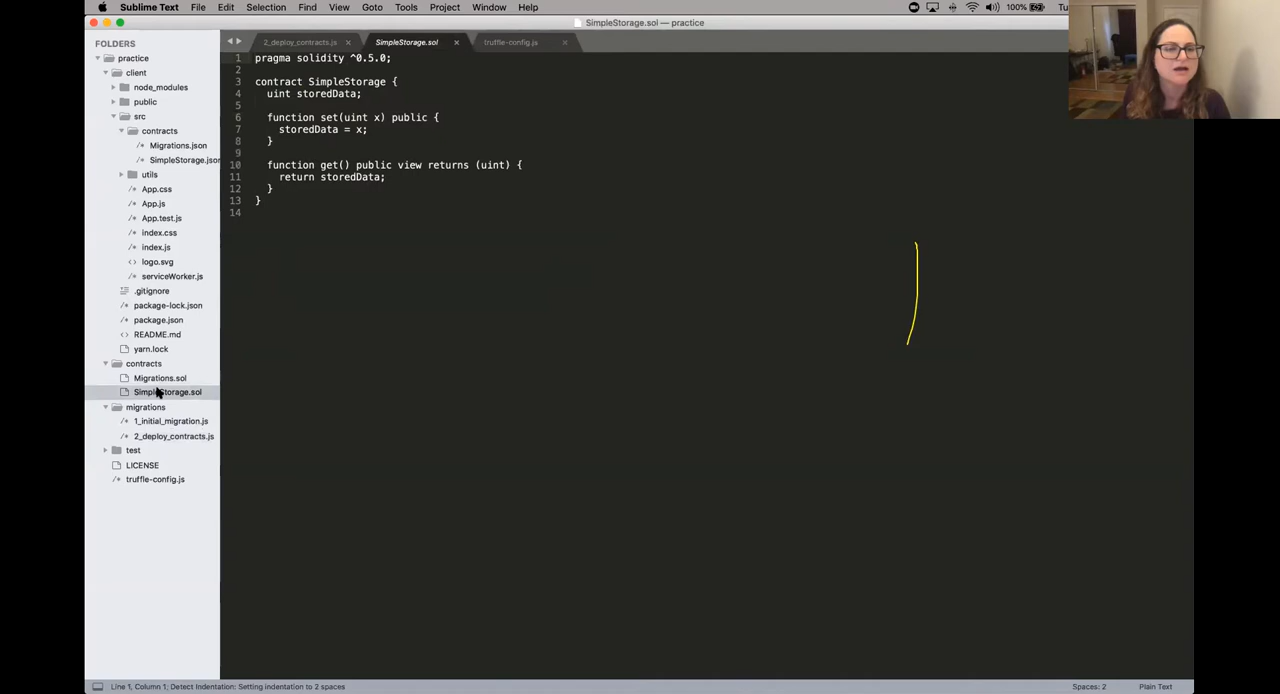 Sublime Text File Edit Selection Find View Goto Tools Project Window Help 100%
SimpleStorage.sol — practice
FOLDERS
practice
client
node_modules
public
src
contracts
Migrations.json
SimpleStorage.json
utils
App.css
App.js
App.test.js
index.css
index.js
logo.svg
serviceWorker.js
.gitignore
package-lock.json
package.json
README.md
yarn.lock
contracts
Migrations.sol
SimpleStorage.sol
migrations
1_initial_migration.js
2_deploy_contracts.js
test
LICENSE
truffle-config.js
2_deploy_contracts.js SimpleStorage.sol truffle-config.js
1 pragma solidity ^0.5.0;
2
3 contract SimpleStorage {
4 uint storedData;
5
6 function set(uint x) public {
7 storedData = x;
8 }
9
10 function get() public view returns (uint) {
11 return storedData;
12 }
13 }
14
Line 1, Column 1; Detect Indentation: Setting indentation to 2 spaces Spaces: 2 Plain Text